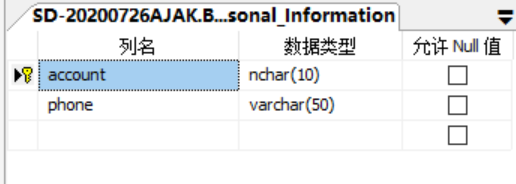 SD-20200726AJAK.B...sonal_Information
列名 数据类型 允许 Null 值
account nchar(10)
phone varchar(50)